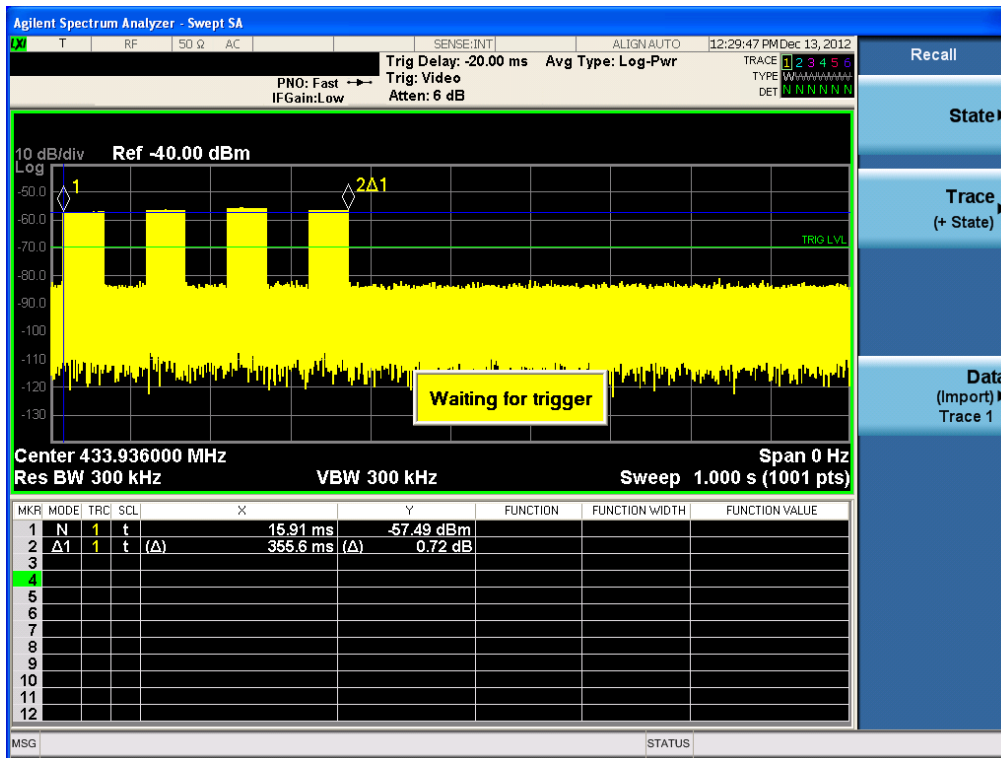 Agilent Spectrum Analyzer - Swept SA
LXI T RF 50 Ω AC SENSE:INT ALIGN AUTO 12:29:47 PM Dec 13, 2012
Trig Delay: -20.00 ms Avg Type: Log-Pwr TRACE 1 2 3 4 5 6
PNO: Fast Trig: Video TYPE WWWWWW
IFGain:Low Atten: 6 dB DET N N N N N N
10 dB/div Ref -40.00 dBm
Log
-50.0
-60.0
-70.0
-80.0
-90.0
-100
-110
-120
-130
1
2Δ1
TRIG LVL
Waiting for trigger
Center 433.936000 MHz Span 0 Hz
Res BW 300 kHz VBW 300 kHz Sweep 1.000 s (1001 pts)
MKR MODE TRC SCL X Y FUNCTION FUNCTION WIDTH FUNCTION VALUE
1 N 1 t 15.91 ms -57.49 dBm
2 Δ1 1 t (Δ) 355.6 ms (Δ) 0.72 dB
3
4
5
6
7
8
9
10
11
12
MSG STATUS
Recall
State
Trace
(+ State)
Data
(Import)
Trace 1